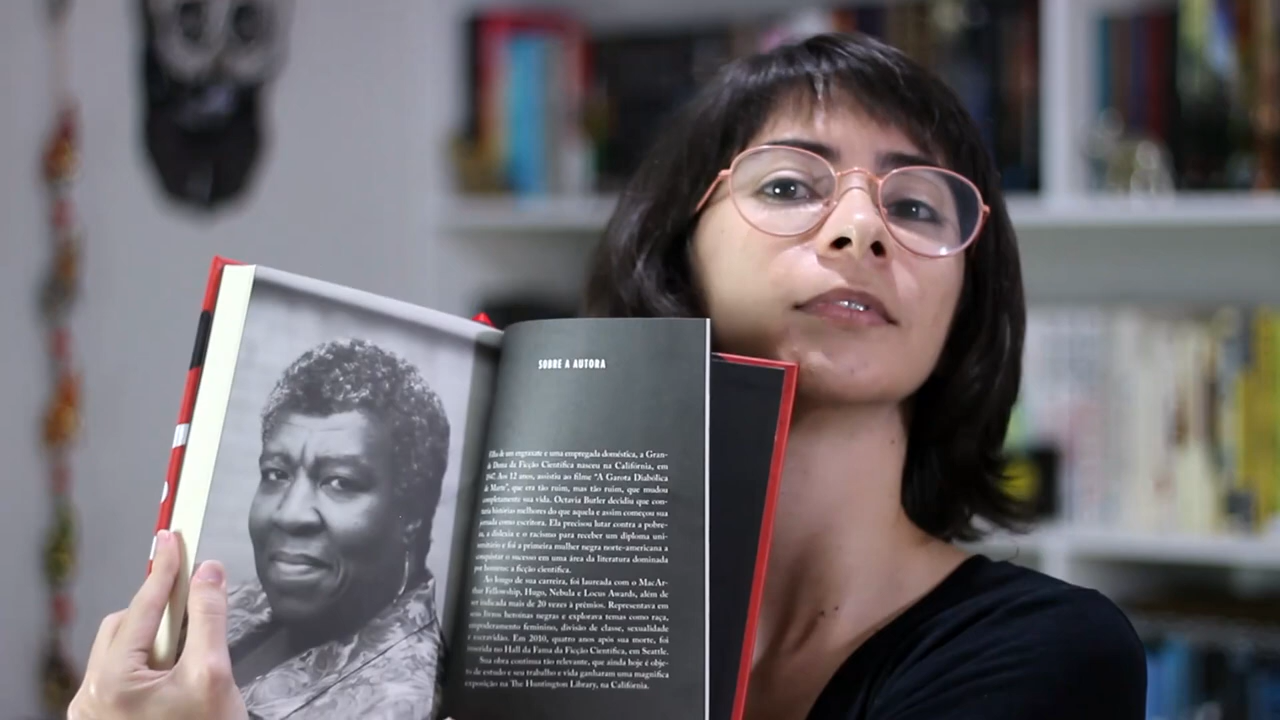 SOBRE A AUTORA
Filha de um engraxate e uma empregada doméstica, a Gran-
de Dama da Ficção Científica nasceu na Califórnia, em
1947. Aos 12 anos, assistiu ao filme “A Garota Diabólica
de Marte”, que era tão ruim, mas tão ruim, que mudou
completamente sua vida. Octavia Butler decidiu que con-
taria histórias melhores do que aquela e assim começou sua
jornada como escritora. Ela precisou lutar contra a pobre-
za, a dislexia e o racismo para receber um diploma uni-
versitário e foi a primeira mulher negra norte-americana a
conquistar o sucesso em uma área da literatura dominada
por homens: a ficção científica.
Ao longo de sua carreira, foi laureada com o MacAr-
thur Fellowship, Hugo, Nebula e Locus Awards, além de
ser indicada mais de 20 vezes à prêmios. Representava em
seus livros heroínas negras e explorava temas como raça,
empoderamento feminino, divisão de classe, sexualidade
e escravidão. Em 2010, quatro anos após sua morte, foi
inserida no Hall da Fama da Ficção Científica, em Seattle.
Sua obra continua tão relevante, que ainda hoje é obje-
to de estudo e seu trabalho e vida ganharam uma magnífica
exposição na The Huntington Library, na Califórnia.